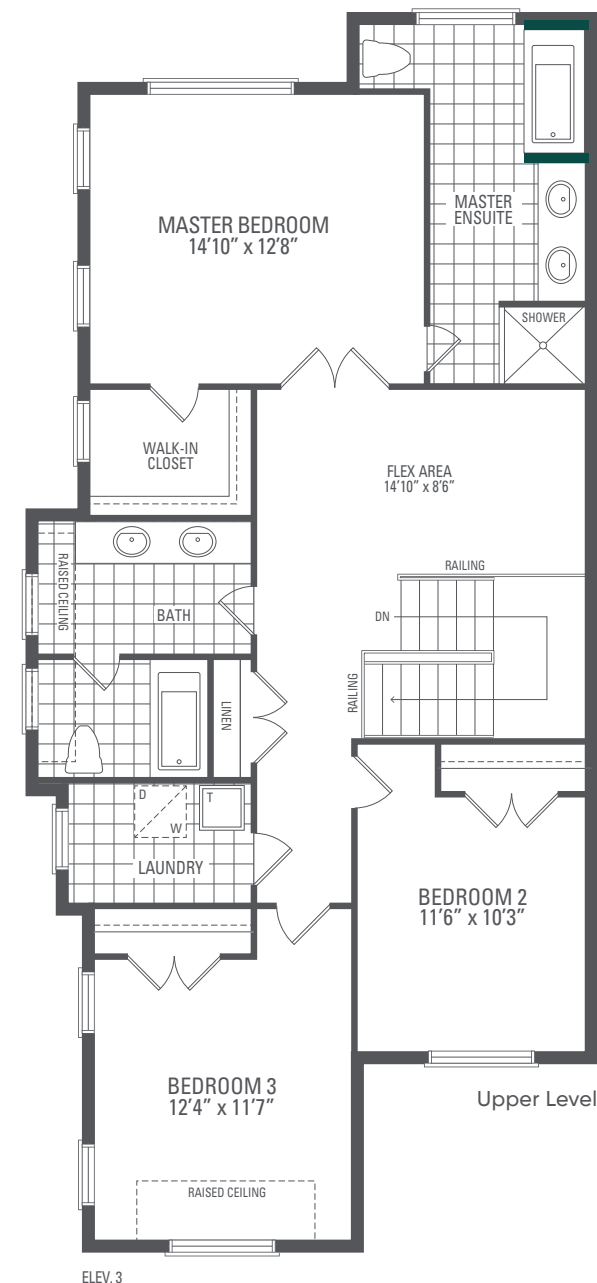 MASTER
ENSUITE
MASTER BEDROOM
14’10” x 12’8”
SHOWER
WALK-IN
CLOSET
FLEX AREA
14’10” x 8’6”
RAISED CEILING
BATH
RAILING
DN
RAILING
LINEN
D
T
W
LAUNDRY
BEDROOM 2
11’6” x 10’3”
BEDROOM 3
12’4” x 11’7”
Upper Level
RAISED CEILING
ELEV. 3